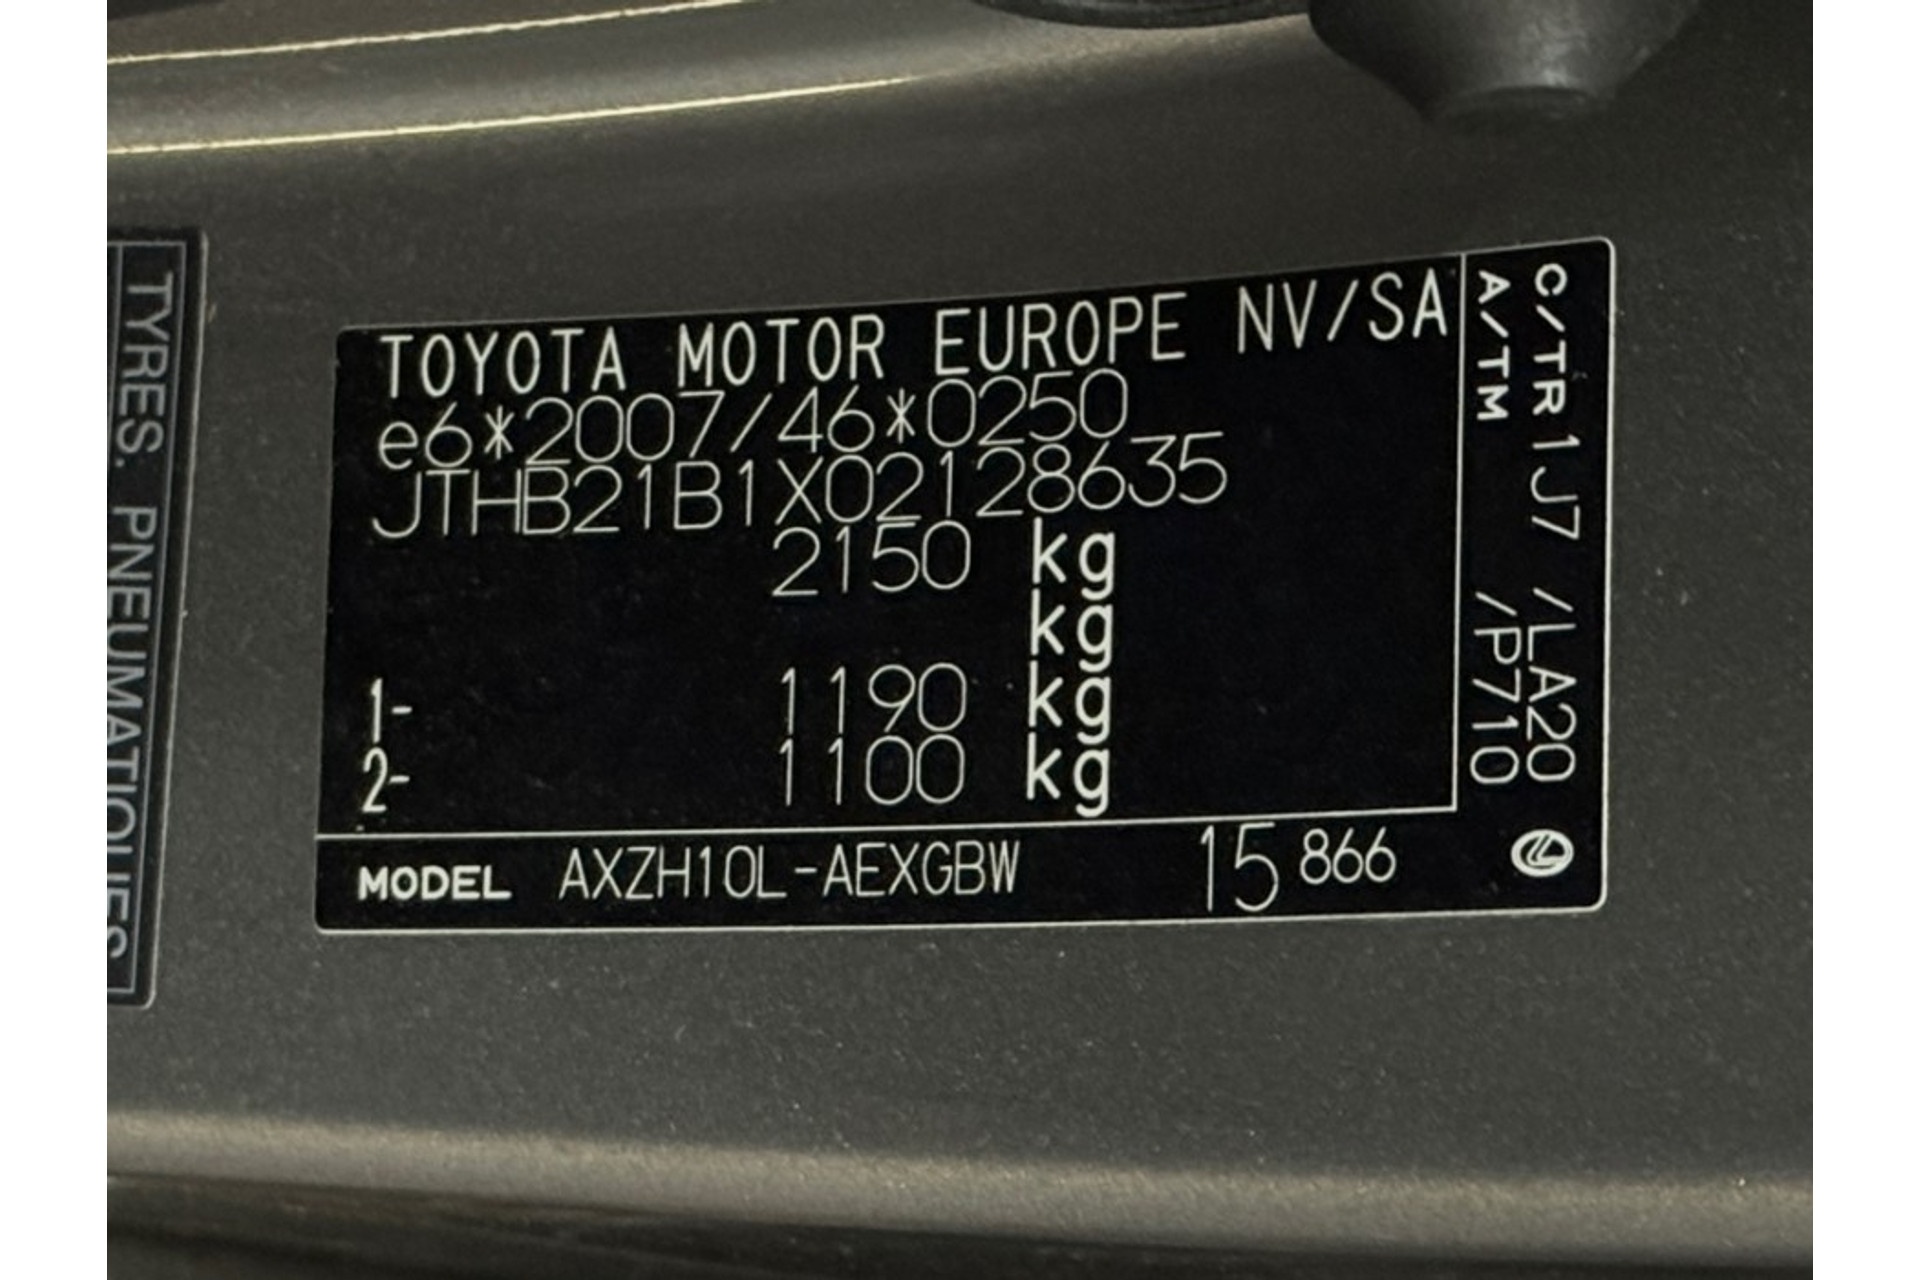 TYRES. PNEUMATIQUES
TOYOTA MOTOR EUROPE NV/SA
e6*2007/46*0250
JTHB21B1X02128635
2150 kg
kg
1- 1190 kg
2- 1100 kg
MODEL AXZH10L-AEXGBW 15 866
C/TR 1J7 /LA20
A/TM /P710